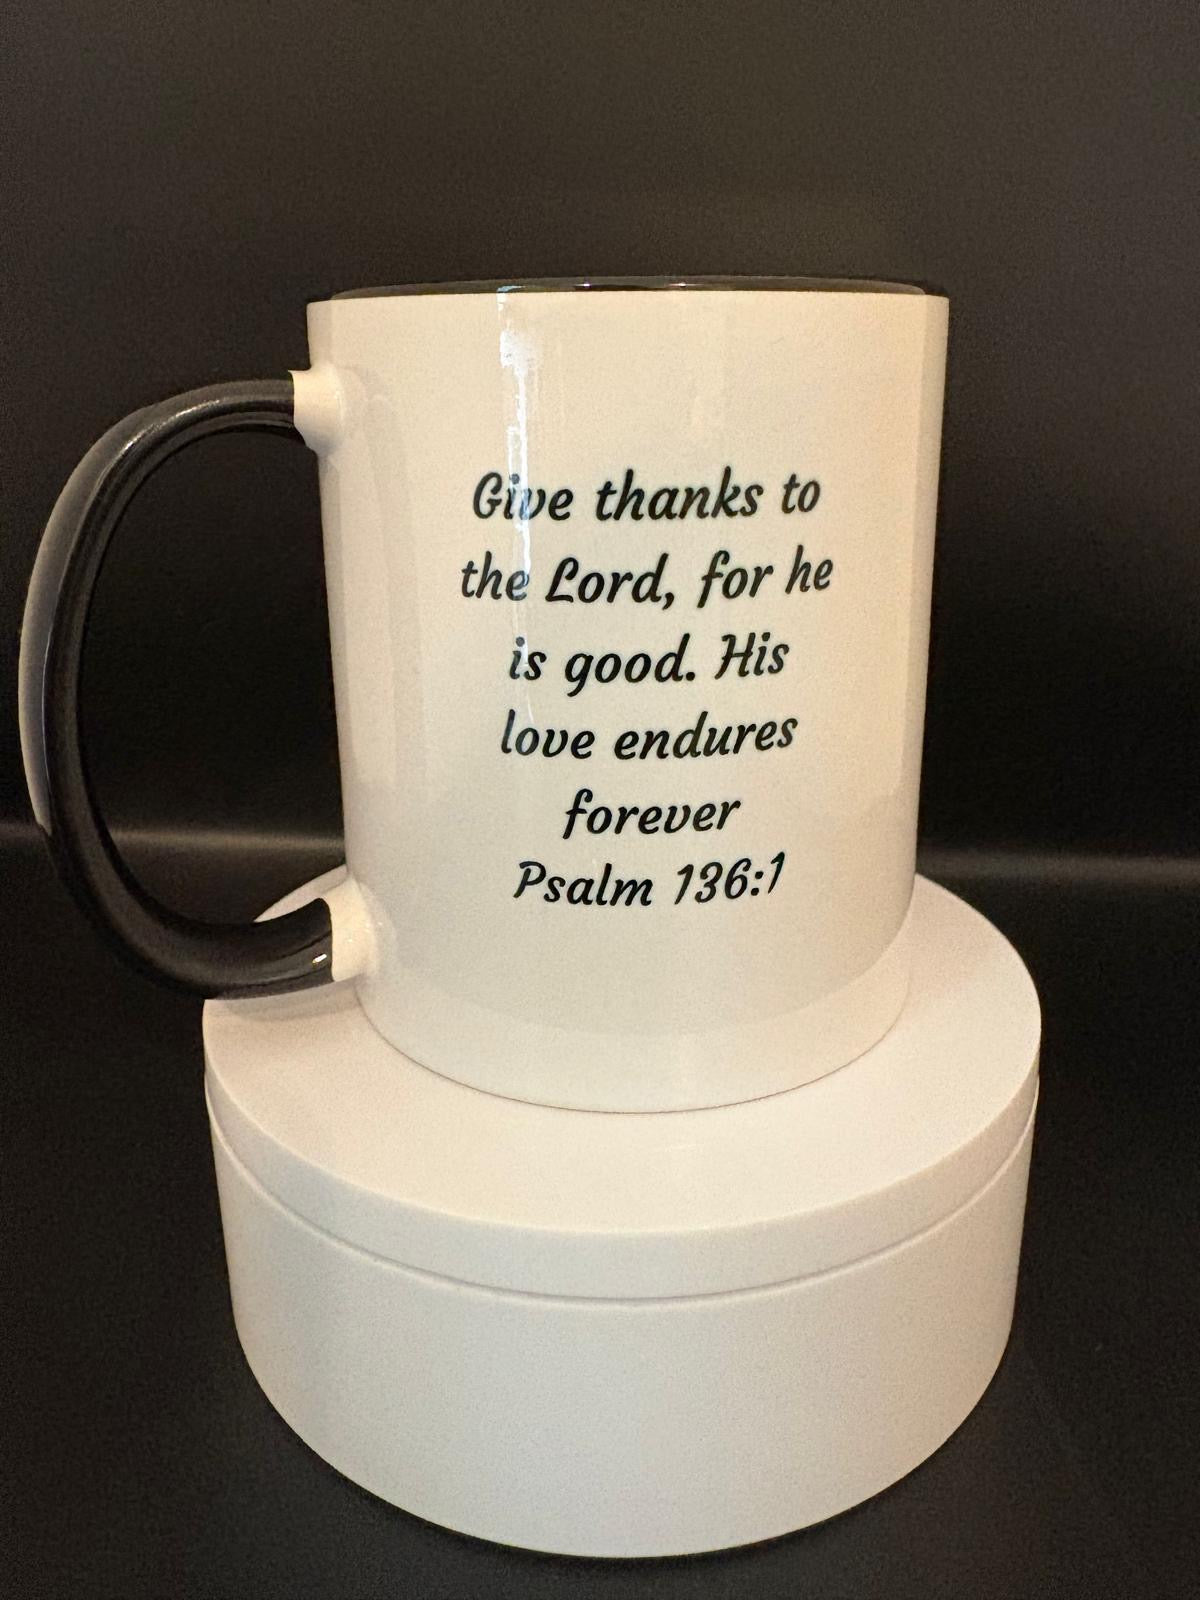 Give thanks to
the Lord, for he
is good. His
love endures
forever
Psalm 136:1